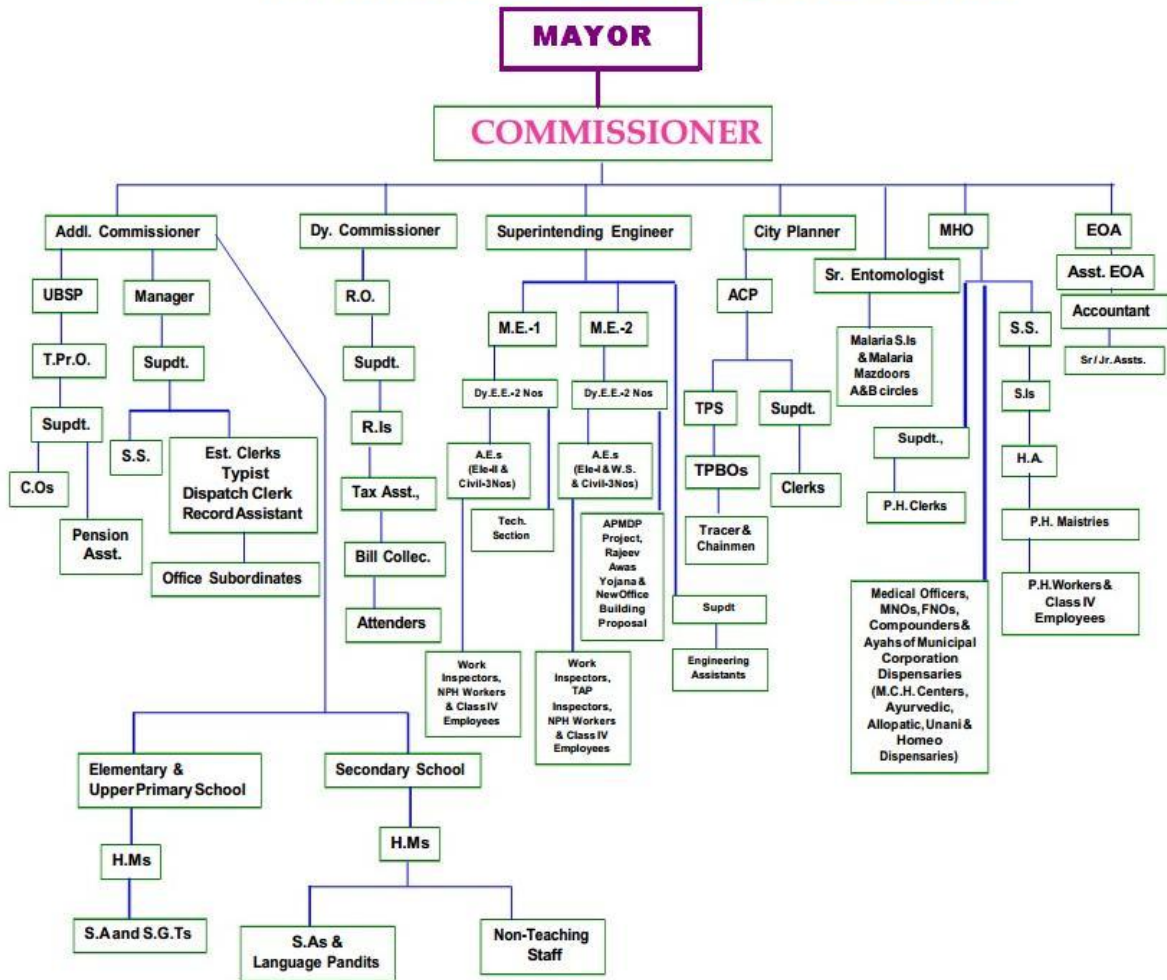 MAYOR
COMMISSIONER
Addl. Commissioner
Dy. Commissioner
Superintending Engineer
City Planner
MHO
EOA
UBSP
Manager
R.O.
ACP
Sr. Entomologist
Asst. EOA
Accountant
M.E.-1
M.E.-2
S.S.
T.Pr.O.
Supdt.
Supdt.
Malaria S.Is
& Malaria
Mazdoors
A&B circles
Sr/Jr. Assts.
Dy.E.E.-2 Nos
Dy.E.E.-2 Nos
TPS
Supdt.
S.Is
Supdt.
R.Is
S.S.
Est. Clerks
Typist
Dispatch Clerk
Record Assistant
A.E.s
(Ele-II &
Civil-3Nos)
A.E.s
(Ele-I & W.S.
& Civil-3Nos)
TPBOs
Clerks
Supdt.,
H.A.
C.Os
Tax Asst.,
P.H. Clerks
Pension
Asst.
Tech.
Section
APMDP
Project,
Rajeev
Awas
Yojana &
New Office
Building
Proposal
Tracer &
Chainmen
P.H. Maistries
Bill Collec.
Office Subordinates
Attenders
Supdt
Medical Officers,
MNOs, FNOs,
Compounders &
Ayahs of Municipal
Corporation
Dispensaries
(M.C.H. Centers,
Ayurvedic,
Allopatic, Unani &
Homeo
Dispensaries)
P.H.Workers &
Class IV
Employees
Work
Inspectors,
NPH Workers
& Class IV
Employees
Work
Inspectors,
TAP
Inspectors,
NPH Workers
& Class IV
Employees
Engineering
Assistants
Elementary &
Upper Primary School
Secondary School
H.Ms
H.Ms
S.A and S.G.Ts
S.As &
Language Pandits
Non-Teaching
Staff